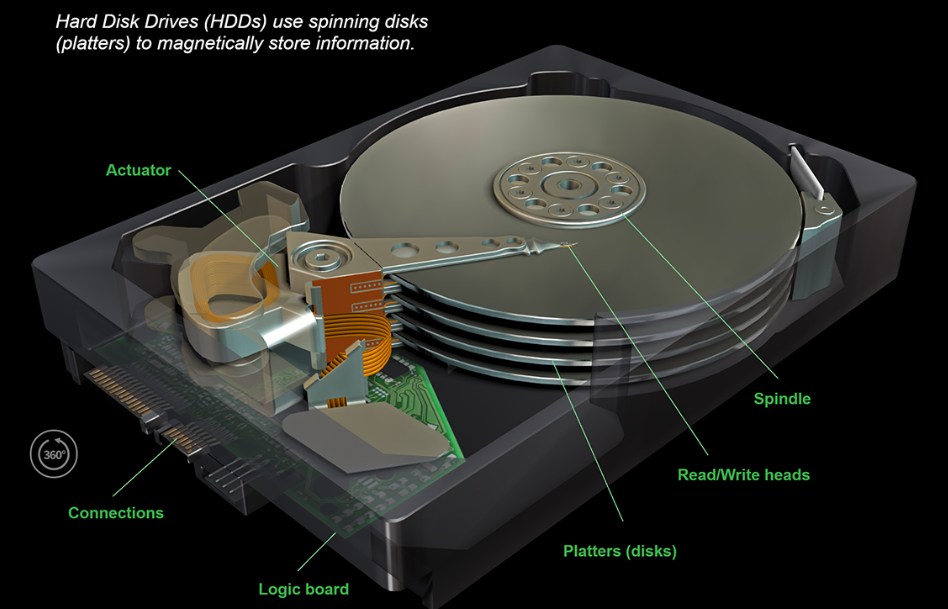 Hard Disk Drives (HDDs) use spinning disks
(platters) to magnetically store information.
Actuator
Spindle
360°
Read/Write heads
Connections
Platters (disks)
Logic board